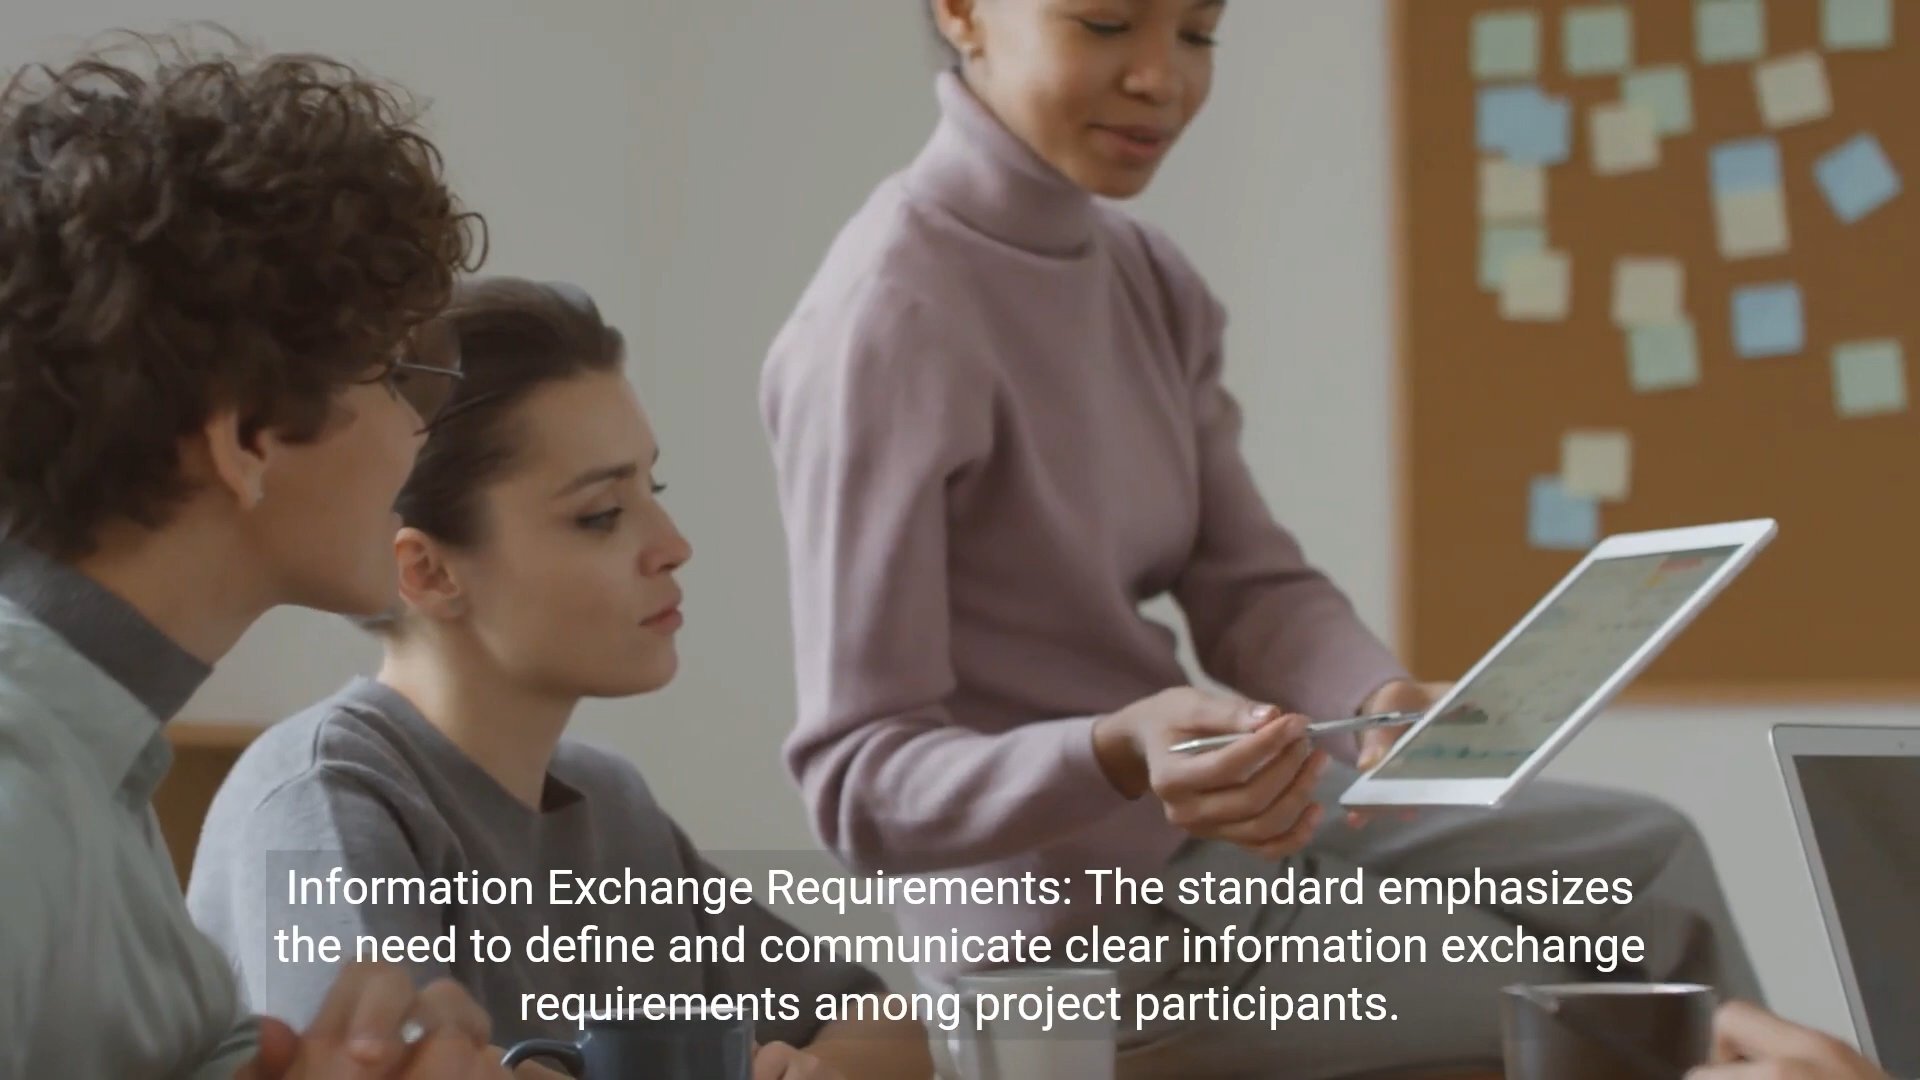 Information Exchange Requirements: The standard emphasizes
the need to define and communicate clear information exchange
requirements among project participants.